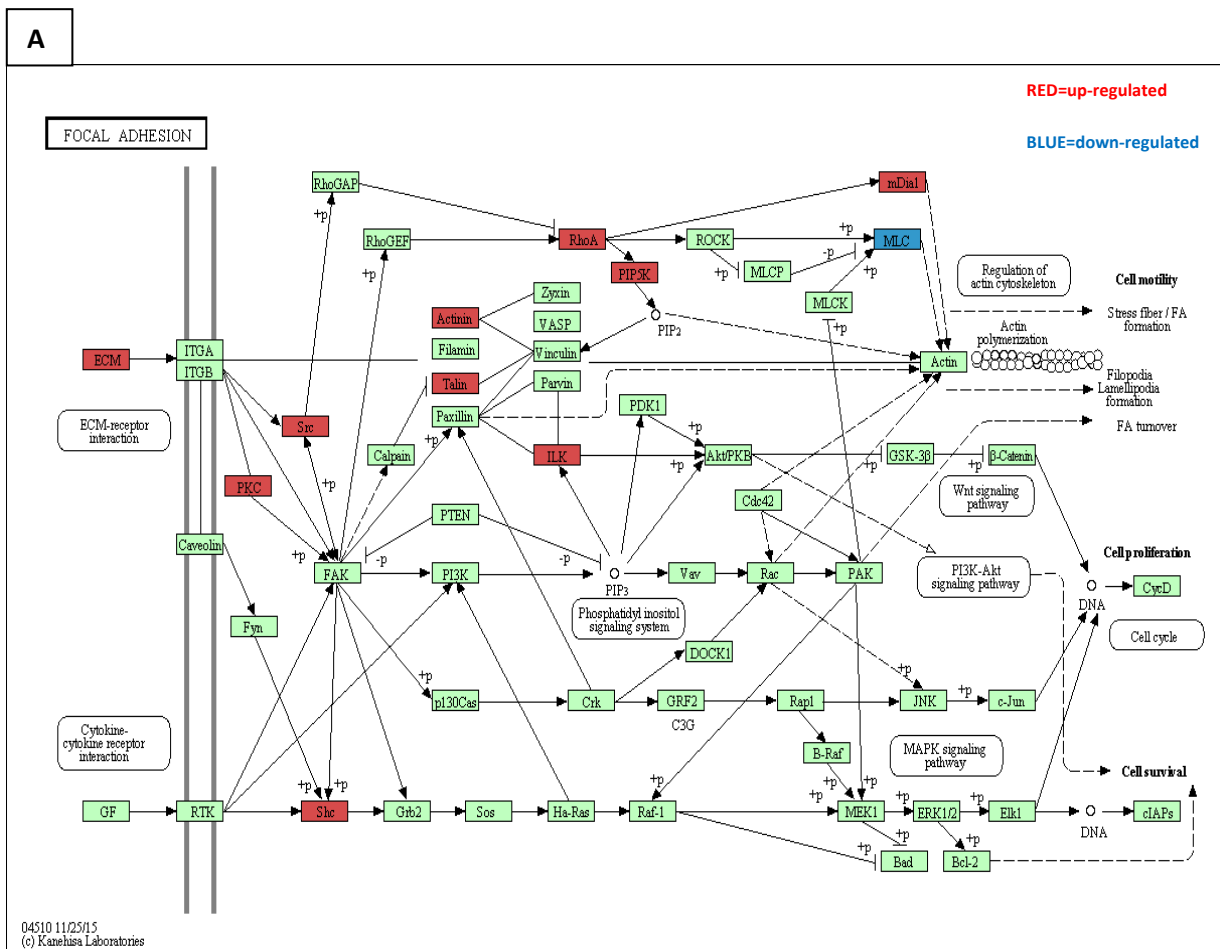 A
RED=up-regulated
BLUE=down-regulated
FOCAL ADHESION
RhoGAP
mDia1
+p
+p
RhoGEF
RhoA
ROCK
MLC
+p
+p
-p
+p
MLCP
PIP5K
MLCK
Regulation of
actin cytoskeleton
Cell motility
Zyxin
Actinin
VASP
PIP2
+p
Stress fiber / FA
formation
Actin
polymerization
ITGA
Filamin
Vinculin
ECM
ITGB
Actin
Talin
Parvin
Filopodia
Lamellipodia
formation
PDK1
ECM-receptor
interaction
Src
Paxillin
+p
+p
FA turnover
Calpain
ILK
+p
Akt/PKB
+p
GSK-3β
+p
β-Catenin
PKC
+p
Cdc42
Wnt signaling
pathway
PTEN
Caveolin
+p
-p
-p
Cell proliferation
FAK
PI3K
PIP3
Vav
Rac
PAK
PI3K-Akt
signaling pathway
CycD
DNA
Phosphatidyl inositol
signaling system
Fyn
Cell cycle
DOCK1
+p
+p
p130Cas
Crk
GRF2
Rap1
JNK
+p
c-Jun
C3G
Cytokine-
cytokine receptor
interaction
B-Raf
MAPK signaling
pathway
+p
+p
+p
+p
+p
Cell survival
GF
RTK
Shc
Grb2
Sos
Ha-Ras
Raf-1
+p
MEK1
+p
ERK1/2
+p
Elk1
cIAPs
DNA
+p
+p
+p
Bad
Bcl-2
04510 11/25/15
(c) Kanehisa Laboratories